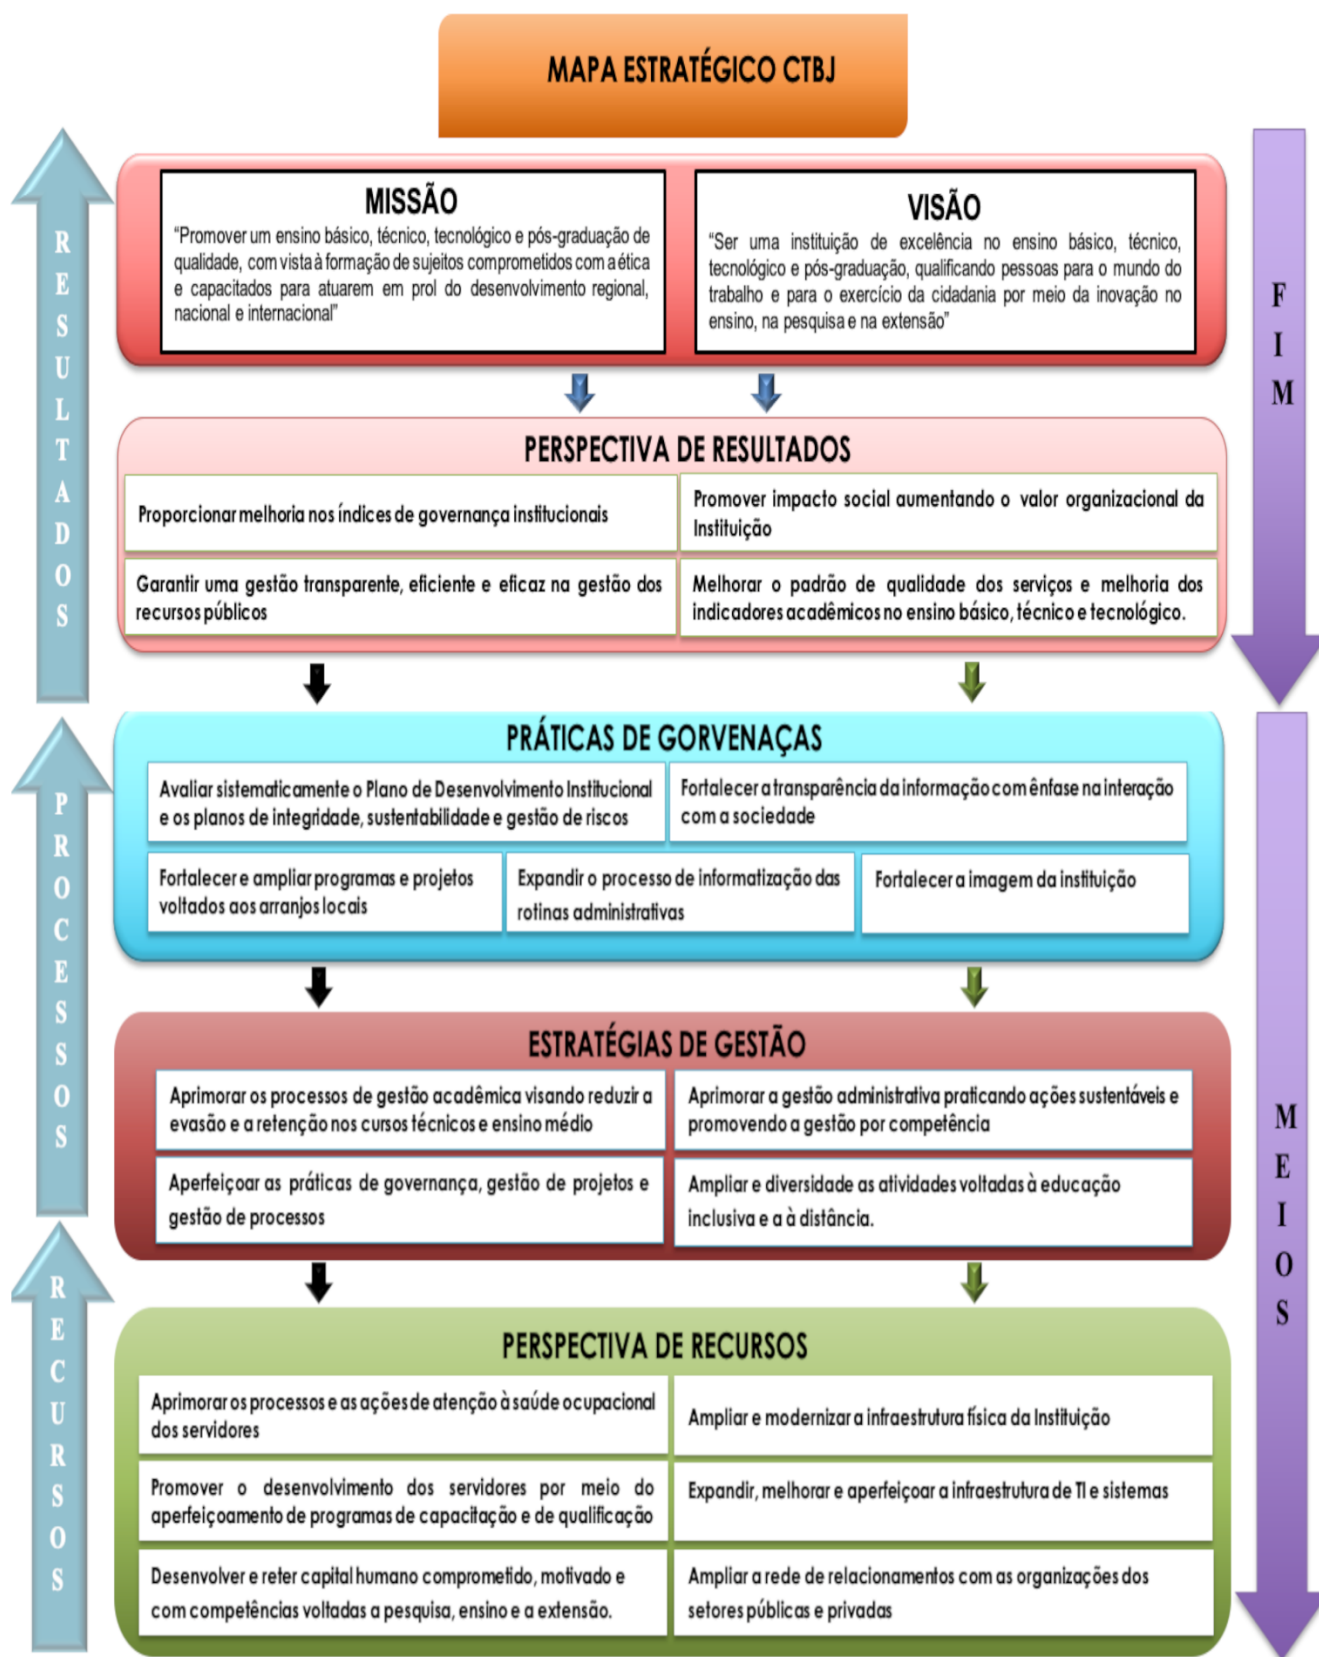 MAPA ESTRATÉGICO CTBJ
RESULTADOS
FIM
MISSÃO
“Promover um ensino básico, técnico, tecnológico e pós-graduação de
qualidade, com vista à formação de sujeitos comprometidos com a ética
e capacitados para atuarem em prol do desenvolvimento regional,
nacional e internacional”
VISÃO
“Ser uma instituição de excelência no ensino básico, técnico,
tecnológico e pós-graduação, qualificando pessoas para o mundo do
trabalho e para o exercício da cidadania por meio da inovação no
ensino, na pesquisa e na extensão”
PERSPECTIVA DE RESULTADOS
Proporcionar melhoria nos índices de governança institucionais
Promover impacto social aumentando o valor organizacional da
Instituição
Garantir uma gestão transparente, eficiente e eficaz na gestão dos
recursos públicos
Melhorar o padrão de qualidade dos serviços e melhoria dos
indicadores acadêmicos no ensino básico, técnico e tecnológico.
PROCESSOS
MEIOS
PRÁTICAS DE GORVENAÇAS
Avaliar sistematicamente o Plano de Desenvolvimento Institucional
e os planos de integridade, sustentabilidade e gestão de riscos
Fortalecer a transparência da informação com ênfase na interação
com a sociedade
Fortalecer e ampliar programas e projetos
voltados aos arranjos locais
Expandir o processo de informatização das
rotinas administrativas
Fortalecer a imagem da instituição
ESTRATÉGIAS DE GESTÃO
Aprimorar os processos de gestão acadêmica visando reduzir a
evasão e a retenção nos cursos técnicos e ensino médio
Aprimorar a gestão administrativa praticando ações sustentáveis e
promovendo a gestão por competência
Aperfeiçoar as práticas de governança, gestão de projetos e
gestão de processos
Ampliar e diversidade as atividades voltadas à educação
inclusiva e a à distância.
RECURSOS
PERSPECTIVA DE RECURSOS
Aprimorar os processos e as ações de atenção à saúde ocupacional
dos servidores
Ampliar e modernizar a infraestrutura física da Instituição
Promover o desenvolvimento dos servidores por meio do
aperfeiçoamento de programas de capacitação e de qualificação
Expandir, melhorar e aperfeiçoar a infraestrutura de TI e sistemas
Desenvolver e reter capital humano comprometido, motivado e
com competências voltadas a pesquisa, ensino e a extensão.
Ampliar a rede de relacionamentos com as organizações dos
setores públicas e privadas